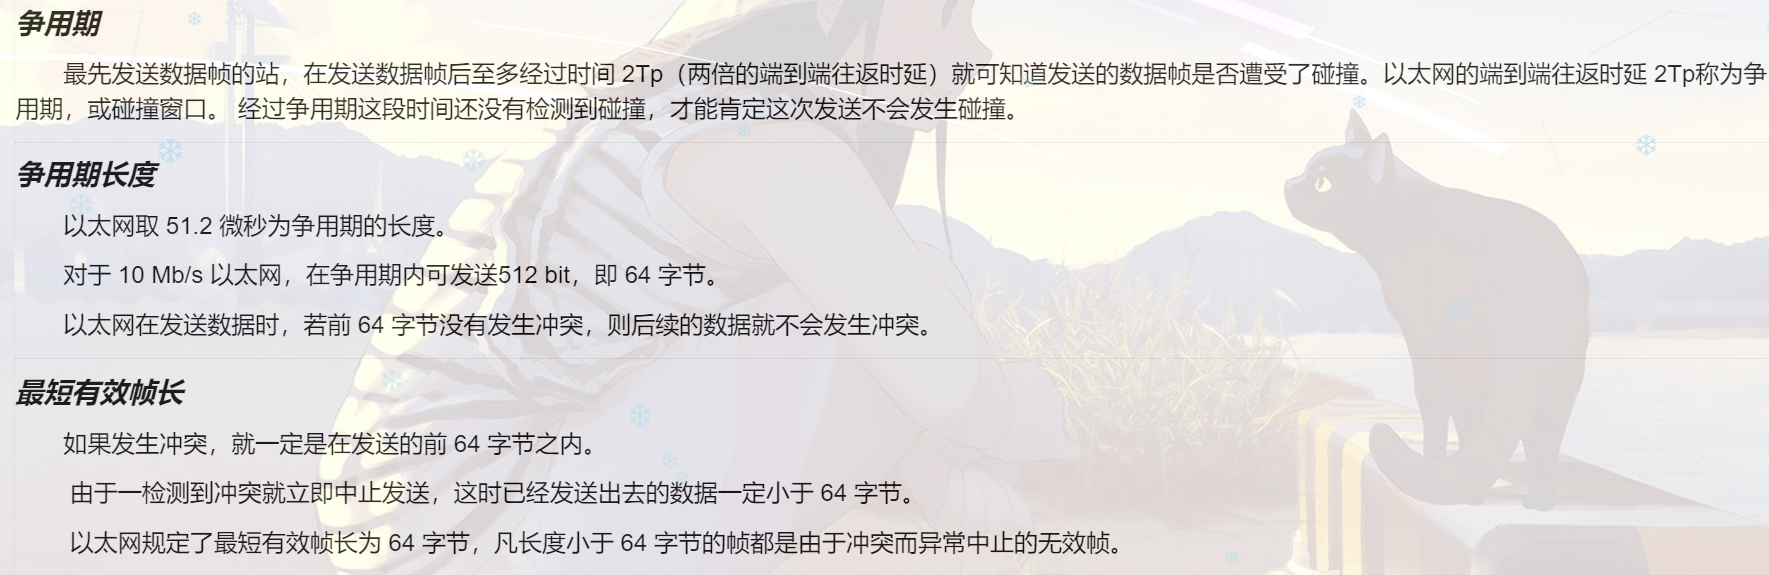 争用期
最先发送数据帧的站，在发送数据帧后至多经过时间 2Tp（两倍的端到端往返时延）就可知道发送的数据帧是否遭受了碰撞。以太网的端到端往返时延 2Tp称为争
用期，或碰撞窗口。 经过争用期这段时间还没有检测到碰撞，才能肯定这次发送不会发生碰撞。
争用期长度
以太网取 51.2 微秒为争用期的长度。
对于 10 Mb/s 以太网，在争用期内可发送512 bit，即 64 字节。
以太网在发送数据时，若前 64 字节没有发生冲突，则后续的数据就不会发生冲突。
最短有效帧长
如果发生冲突，就一定是在发送的前 64 字节之内。
由于一检测到冲突就立即中止发送，这时已经发送出去的数据一定小于 64 字节。
以太网规定了最短有效帧长为 64 字节，凡长度小于 64 字节的帧都是由于冲突而异常中止的无效帧。